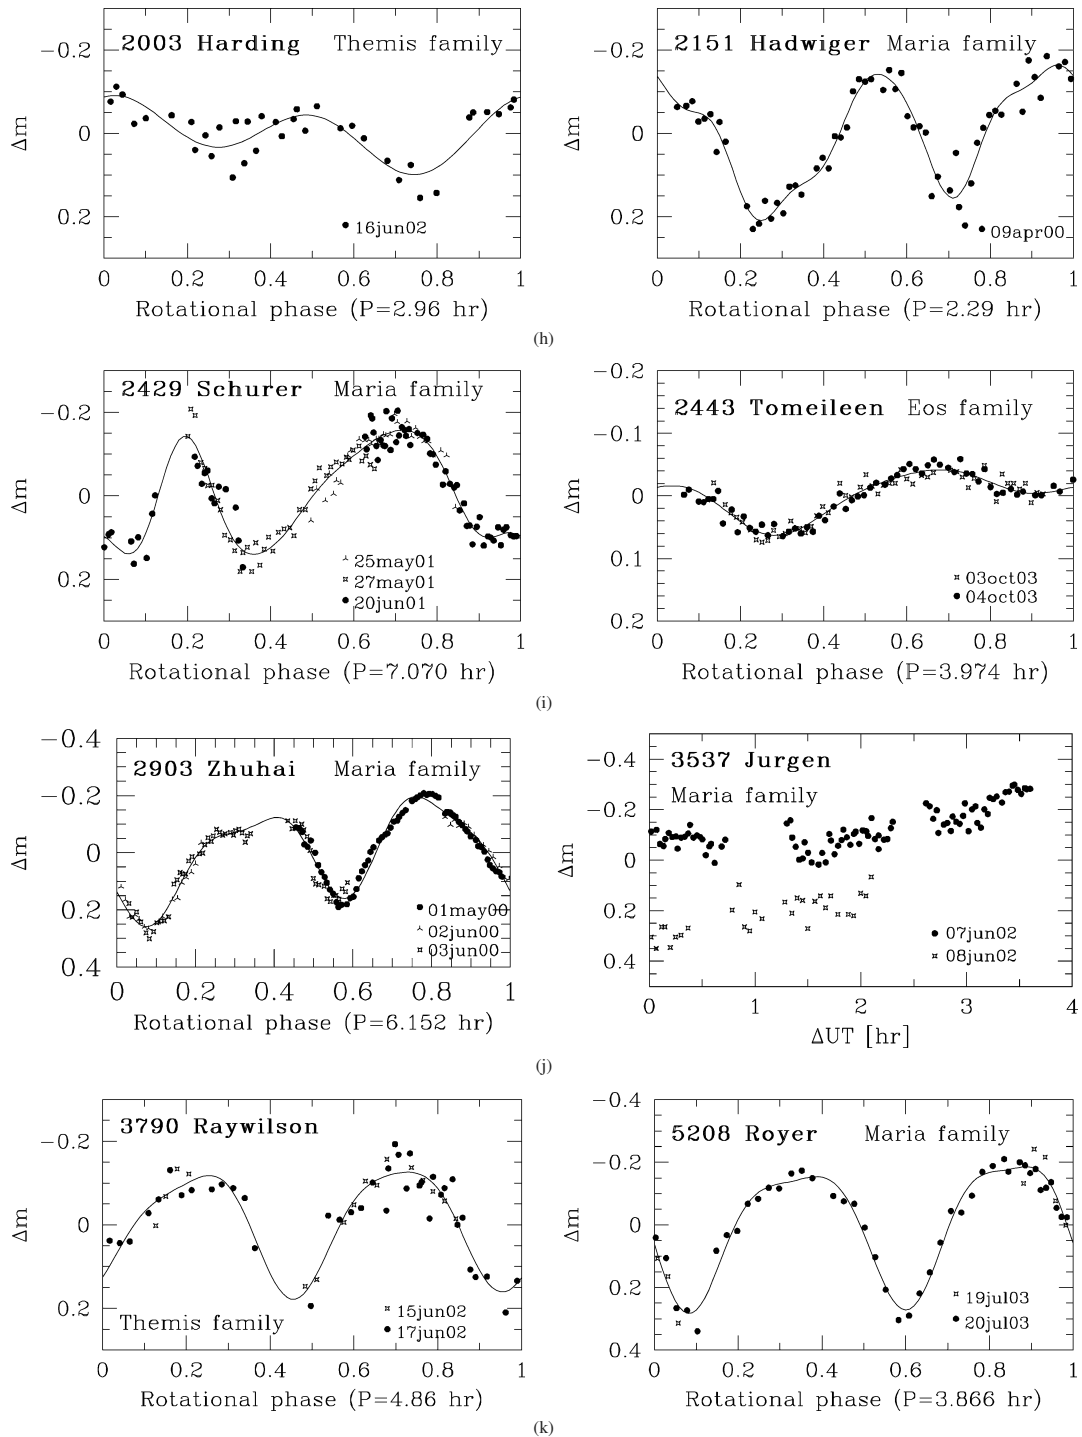 2003 Harding Themis family
-0.2
0
0.2
Δm
16jun02
0 0.2 0.4 0.6 0.8 1
Rotational phase (P=2.96 hr)
2151 Hadwiger Maria family
-0.2
0
0.2
Δm
09apr00
0 0.2 0.4 0.6 0.8 1
Rotational phase (P=2.29 hr)
(h)
2429 Schurer Maria family
-0.2
0
0.2
Δm
25may01
27may01
20jun01
0 0.2 0.4 0.6 0.8 1
Rotational phase (P=7.070 hr)
-0.2
2443 Tomeileen Eos family
-0.1
0
0.1
0.2
Δm
03oct03
04oct03
0 0.2 0.4 0.6 0.8 1
Rotational phase (P=3.974 hr)
(i)
-0.4
2903 Zhuhai Maria family
-0.2
0
0.2
0.4
Δm
01may00
02jun00
03jun00
0 0.2 0.4 0.6 0.8 1
Rotational phase (P=6.152 hr)
3537 Jurgen
Maria family
-0.4
-0.2
0
0.2
0.4
Δm
07jun02
08jun02
0 1 2 3 4
ΔUT [hr]
(j)
3790 Raywilson
-0.2
0
0.2
Δm
Themis family
15jun02
17jun02
0 0.2 0.4 0.6 0.8 1
Rotational phase (P=4.86 hr)
-0.4
5208 Royer Maria family
-0.2
0
0.2
0.4
Δm
19jul03
20jul03
0 0.2 0.4 0.6 0.8 1
Rotational phase (P=3.866 hr)
(k)